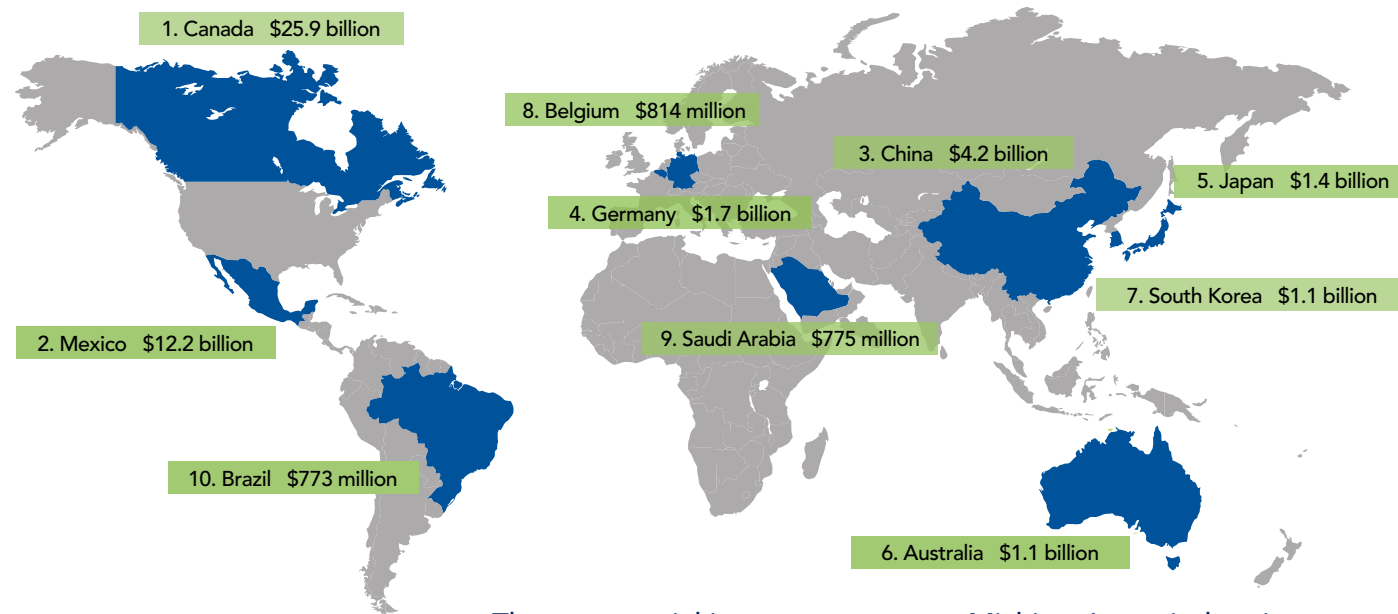 1. Canada $25.9 billion
8. Belgium $814 million
3. China $4.2 billion
5. Japan $1.4 billion
4. Germany $1.7 billion
7. South Korea $1.1 billion
2. Mexico $12.2 billion
9. Saudi Arabia $775 million
10. Brazil $773 million
6. Australia $1.1 billion